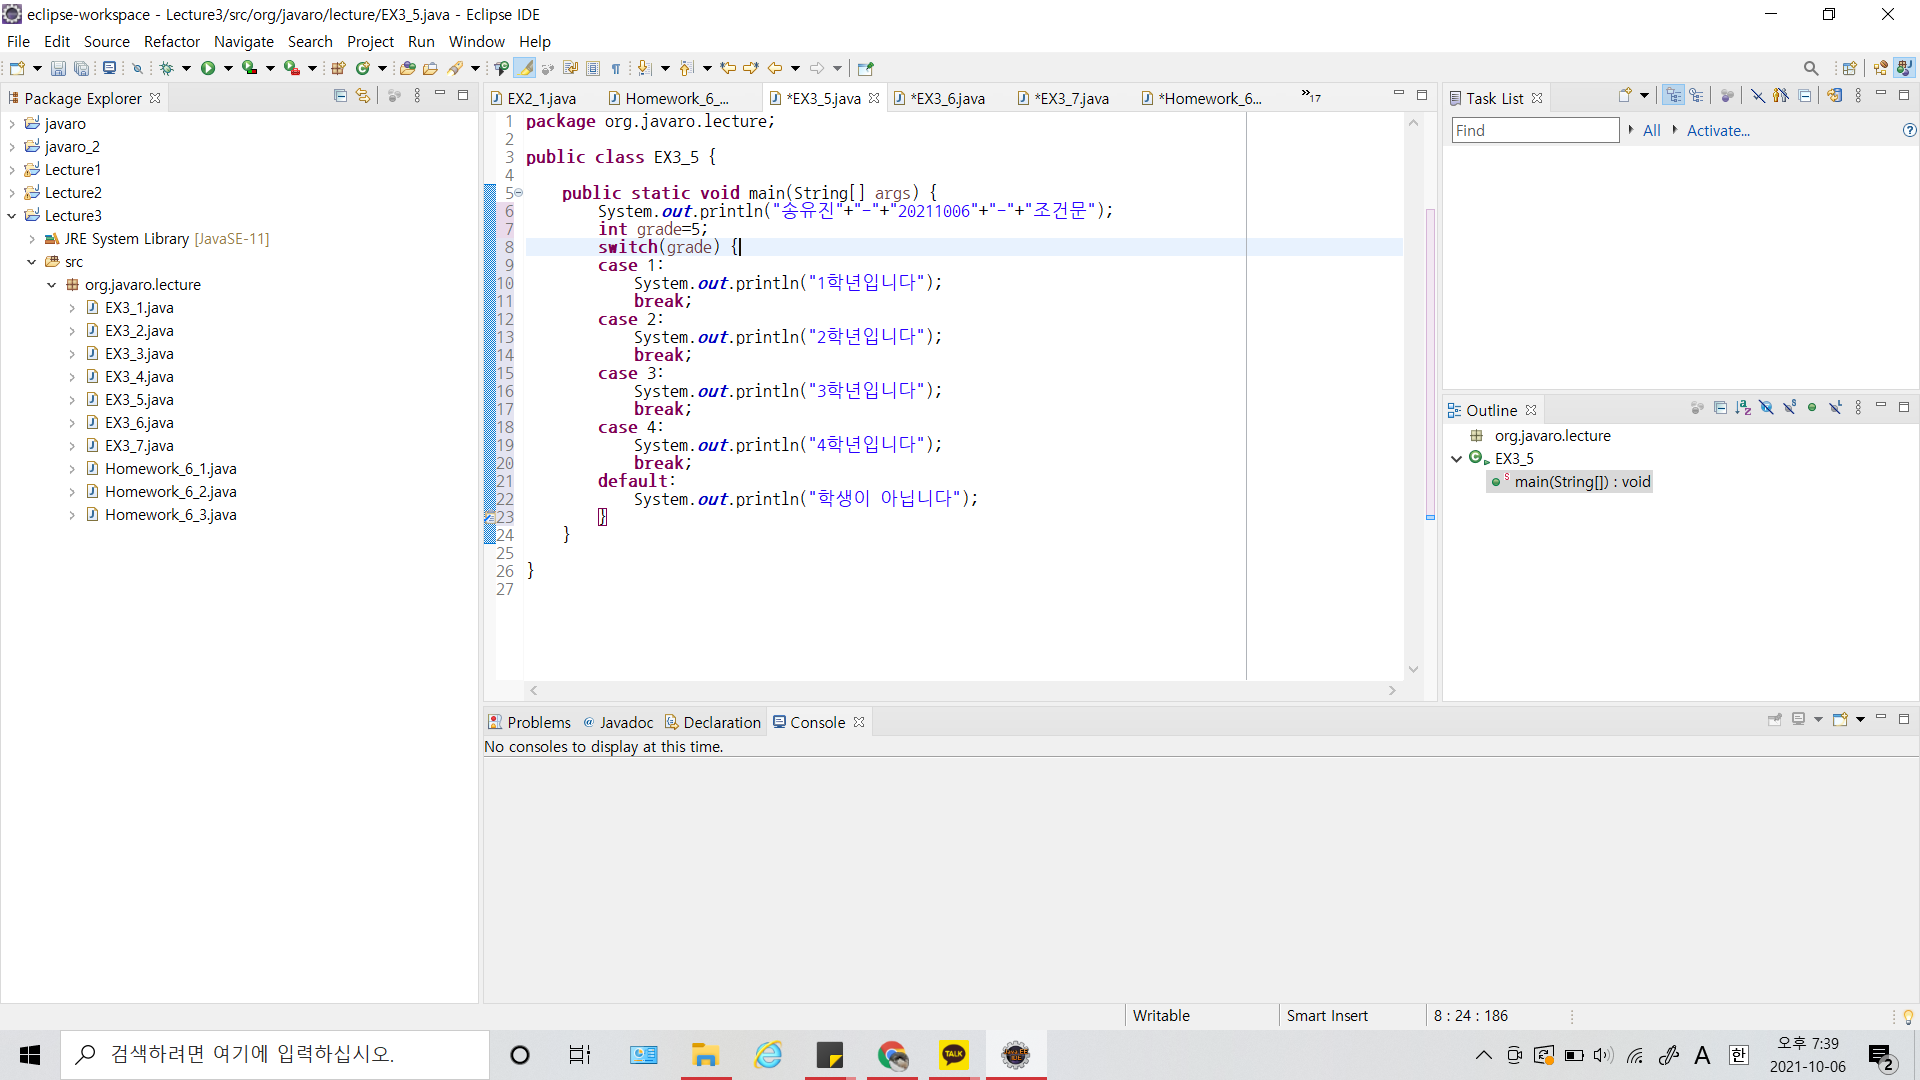 eclipse-workspace - Lecture3/src/org/javaro/lecture/EX3_5.java - Eclipse IDE
File Edit Source Refactor Navigate Search Project Run Window Help
Package Explorer
javaro
javaro_2
Lecture1
Lecture2
Lecture3
JRE System Library [JavaSE-11]
src
org.javaro.lecture
EX3_1.java
EX3_2.java
EX3_3.java
EX3_4.java
EX3_5.java
EX3_6.java
EX3_7.java
Homework_6_1.java
Homework_6_2.java
Homework_6_3.java
EX2_1.java Homework_6_... *EX3_5.java *EX3_6.java *EX3_7.java *Homework_6... »17
1 package org.javaro.lecture;
2
3 public class EX3_5 {
4
5 public static void main(String[] args) {
6 System.out.println("송유진"+"-"+"20211006"+"-"+"조건문");
7 int grade=5;
8 switch(grade) {
9 case 1:
10 System.out.println("1학년입니다");
11 break;
12 case 2:
13 System.out.println("2학년입니다");
14 break;
15 case 3:
16 System.out.println("3학년입니다");
17 break;
18 case 4:
19 System.out.println("4학년입니다");
20 break;
21 default:
22 System.out.println("학생이 아닙니다");
23 }
24 }
25
26 }
27
Task List
Find All Activate...
Outline
org.javaro.lecture
EX3_5
main(String[]) : void
Problems @ Javadoc Declaration Console
No consoles to display at this time.
Writable Smart Insert 8 : 24 : 186
검색하려면 여기에 입력하십시오.
TALK
A 한
오후 7:39
2021-10-06
2